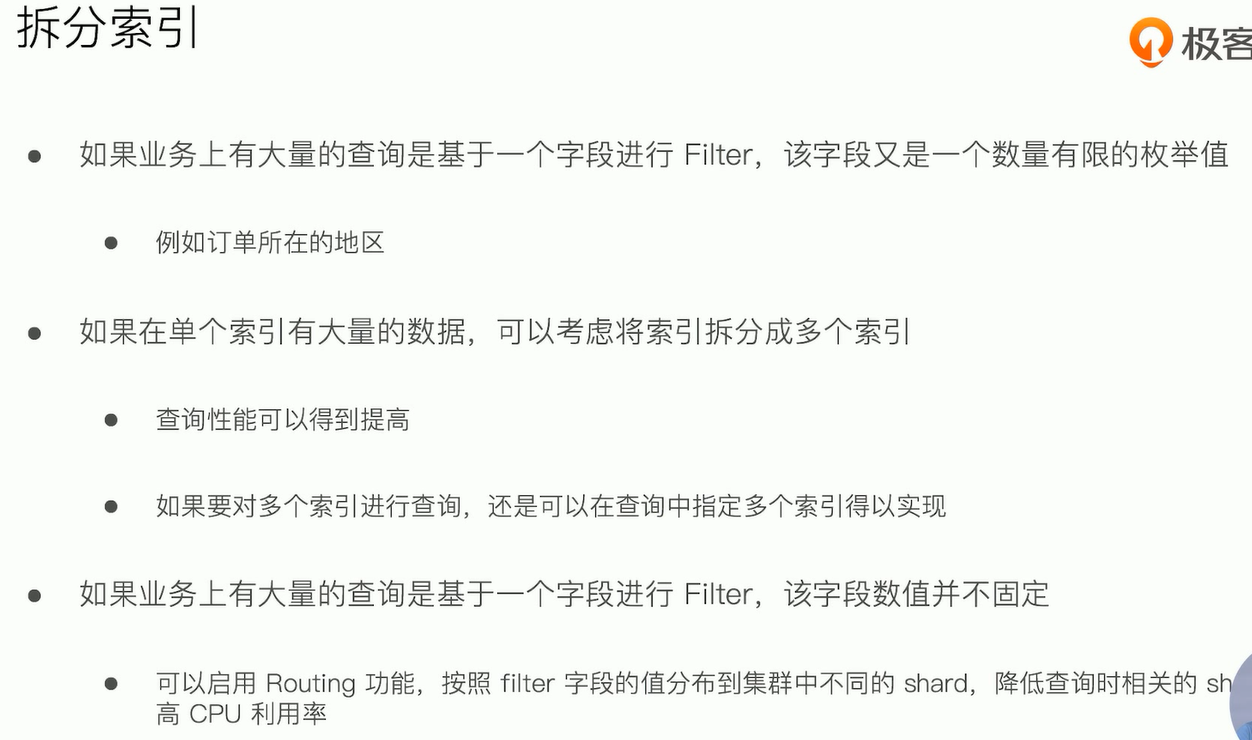 拆分索引
极客
如果业务上有大量的查询是基于一个字段进行 Filter，该字段又是一个数量有限的枚举值
例如订单所在的地区
如果在单个索引有大量的数据，可以考虑将索引拆分成多个索引
查询性能可以得到提高
如果要对多个索引进行查询，还是可以在查询中指定多个索引得以实现
如果业务上有大量的查询是基于一个字段进行 Filter，该字段数值并不固定
可以启用 Routing 功能，按照 filter 字段的值分布到集群中不同的 shard，降低查询时相关的 sh
高 CPU 利用率